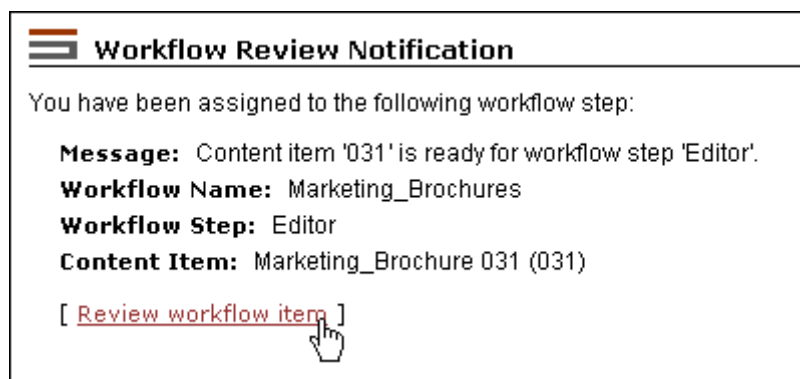 Workflow Review Notification
You have been assigned to the following workflow step:
Message: Content item '031' is ready for workflow step 'Editor'.
Workflow Name: Marketing_Brochures
Workflow Step: Editor
Content Item: Marketing_Brochure 031 (031)
[ Review workflow item ]